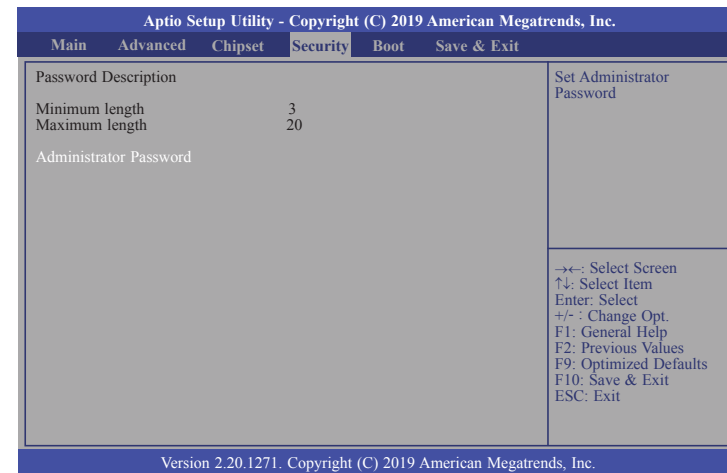 Aptio Setup Utility - Copyright (C) 2019 American Megatrends, Inc.
Main Advanced Chipset Security Boot Save & Exit
Password Description
Minimum length 3
Maximum length 20
Administrator Password
Set Administrator
Password
→←: Select Screen
↑↓: Select Item
Enter: Select
+/- : Change Opt.
F1: General Help
F2: Previous Values
F9: Optimized Defaults
F10: Save & Exit
ESC: Exit
Version 2.20.1271. Copyright (C) 2019 American Megatrends, Inc.